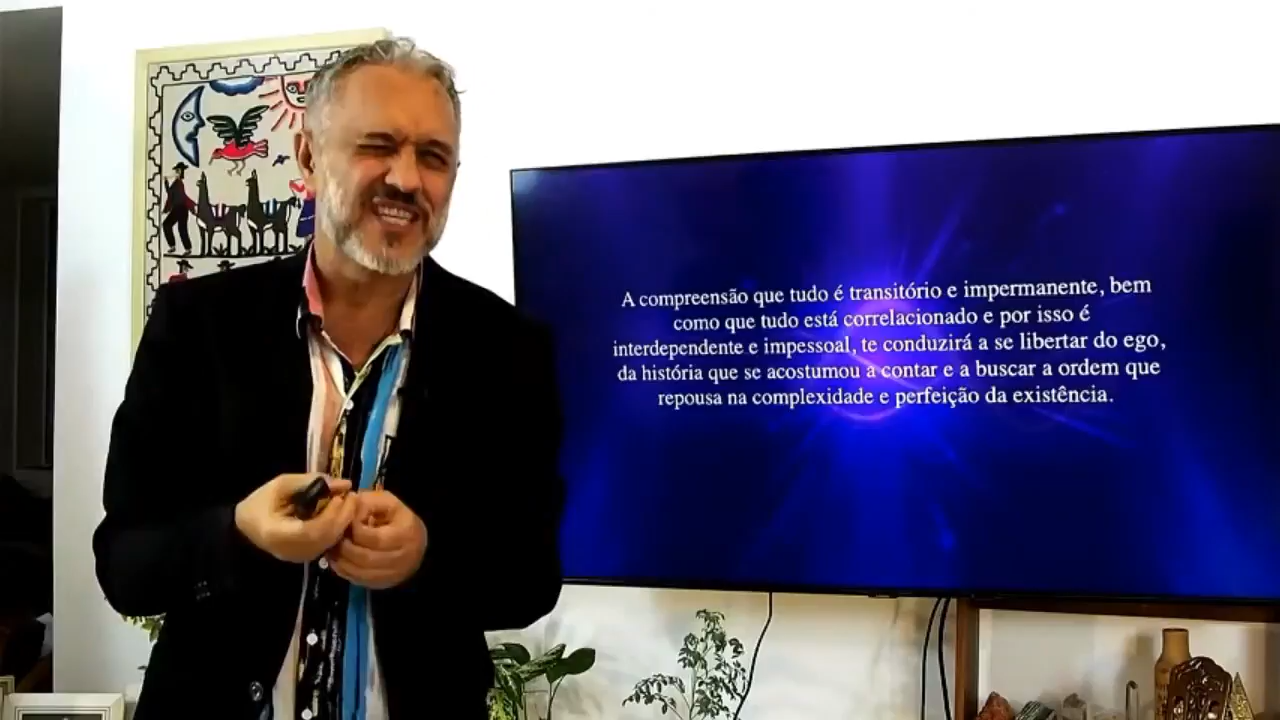 A compreensão que tudo é transitório e impermanente, bem
como que tudo está correlacionado e por isso é
interdependente e impessoal, te conduzirá a se libertar do ego,
da história que se acostumou a contar e a buscar a ordem que
repousa na complexidade e perfeição da existência.